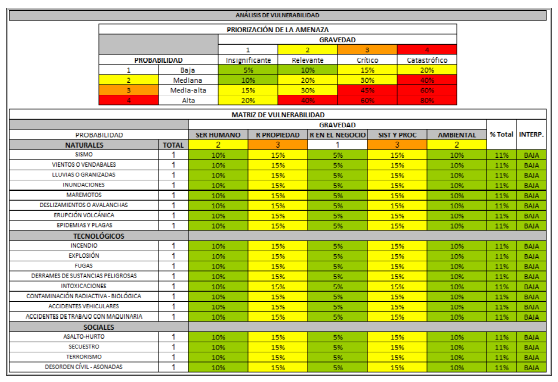 ANÁLISIS DE VULNERABILIDAD
PRIORIZACIÓN DE LA AMENAZA
GRAVEDAD
1 2 3 4
PROBABILIDAD Insignificante Relevante Crítico Catastrófico
1 Baja 5% 10% 15% 20%
2 Mediana 10% 20% 30% 40%
3 Media-alta 15% 30% 45% 60%
4 Alta 20% 40% 60% 80%
MATRIZ DE VULNERABILIDAD
GRAVEDAD
PROBABILIDAD SER HUMANO R PROPIEDAD R EN EL NEGOCIO SIST Y PROC AMBIENTAL % Total INTERP.
NATURALES TOTAL 2 3 1 3 2
SISMO 1 10% 15% 5% 15% 10% 11% BAJA
VIENTOS O VENDABALES 1 10% 15% 5% 15% 10% 11% BAJA
LLUVIAS O GRANIZADAS 1 10% 15% 5% 15% 10% 11% BAJA
INUNDACIONES 1 10% 15% 5% 15% 10% 11% BAJA
MAREMOTOS 1 10% 15% 5% 15% 10% 11% BAJA
DESLIZAMIENTOS O AVALANCHAS 1 10% 15% 5% 15% 10% 11% BAJA
ERUPCIÓN VOLCÁNICA 1 10% 15% 5% 15% 10% 11% BAJA
EPIDEMIAS Y PLAGAS 1 10% 15% 5% 15% 10% 11% BAJA
TECNOLÓGICOS
INCENDIO 1 10% 15% 5% 15% 10% 11% BAJA
EXPLOSIÓN 1 10% 15% 5% 15% 10% 11% BAJA
FUGAS 1 10% 15% 5% 15% 10% 11% BAJA
DERRAMES DE SUSTANCIAS PELIGROSAS 1 10% 15% 5% 15% 10% 11% BAJA
INTOXICACIONES 1 10% 15% 5% 15% 10% 11% BAJA
CONTAMINACIÓN RADIACTIVA - BIOLÓGICA 1 10% 15% 5% 15% 10% 11% BAJA
ACCIDENTES VEHICULARES 1 10% 15% 5% 15% 10% 11% BAJA
ACCIDENTES DE TRABAJO CON MAQUINARIA 1 10% 15% 5% 15% 10% 11% BAJA
SOCIALES
ASALTO-HURTO 1 10% 15% 5% 15% 10% 11% BAJA
SECUESTRO 1 10% 15% 5% 15% 10% 11% BAJA
TERRORISMO 1 10% 15% 5% 15% 10% 11% BAJA
DESORDEN CÍVIL - ASONADAS 1 10% 15% 5% 15% 10% 11% BAJA